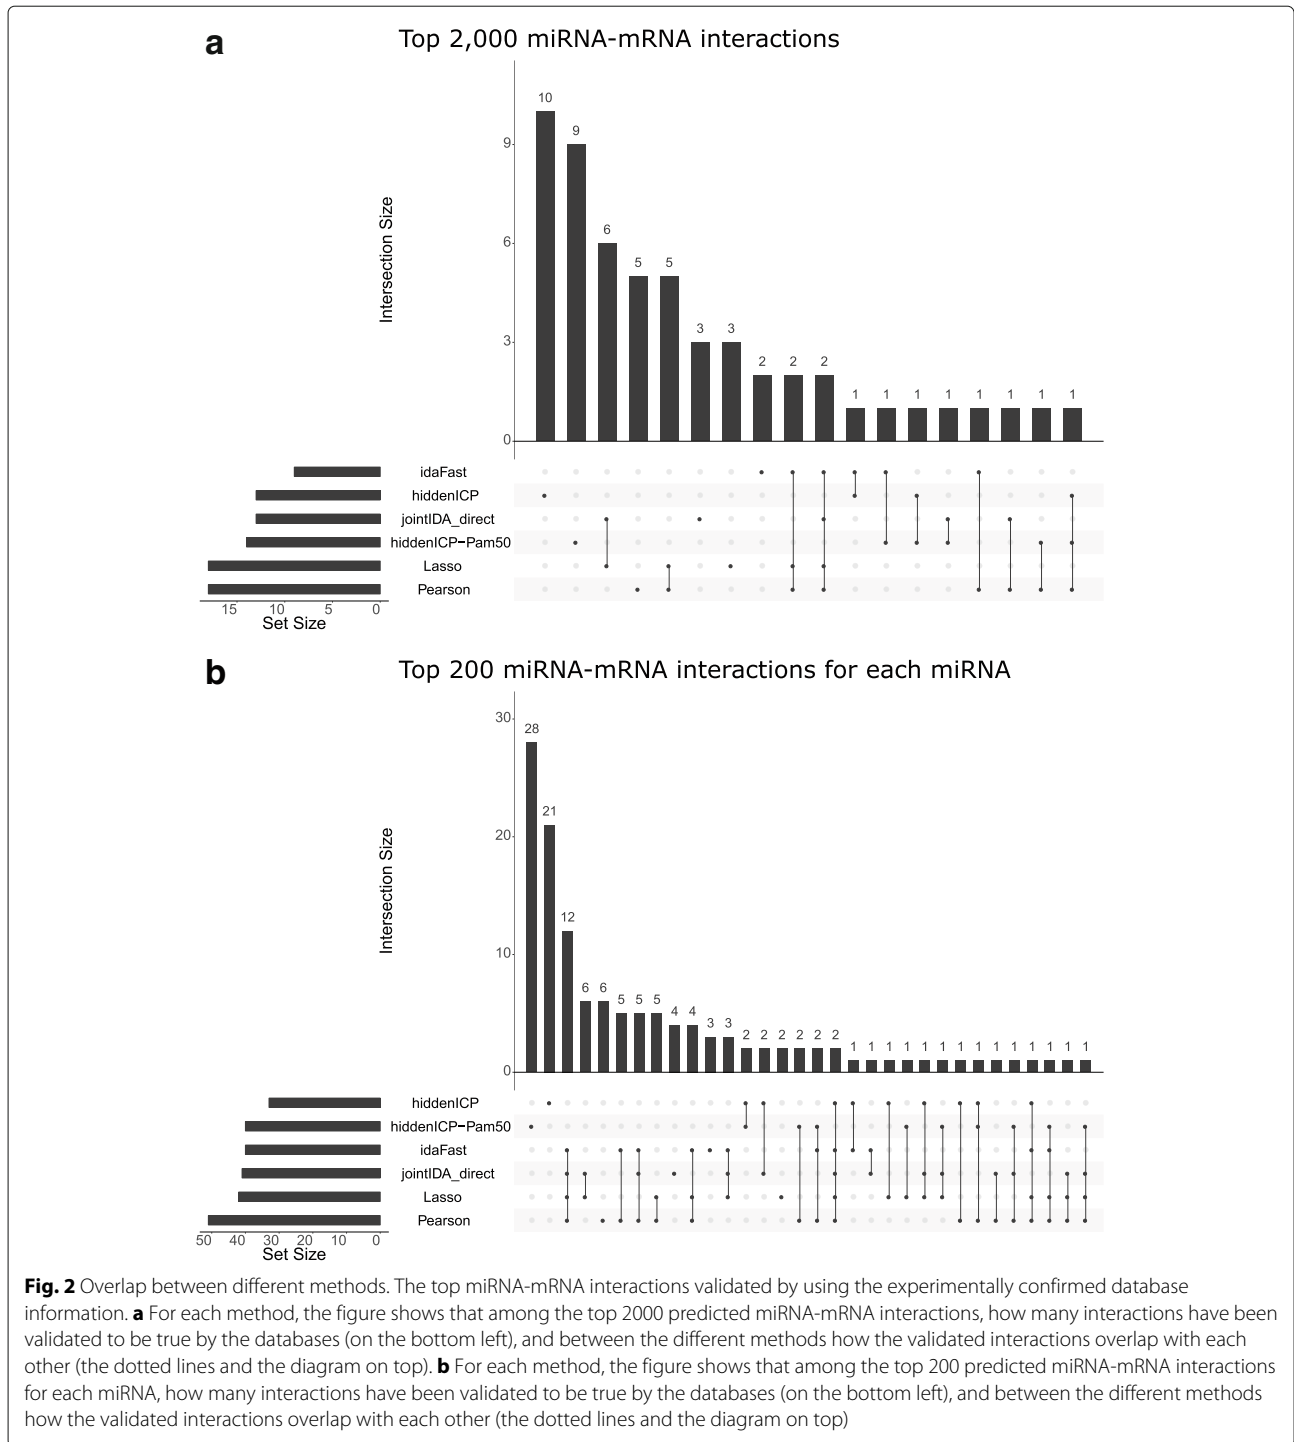 a
Top 2,000 miRNA-mRNA interactions
Intersection Size
9
6
3
0
10 9 6 5 5 3 3 2 2 2 1 1 1 1 1 1 1 1
idaFast
hiddenICP
jointIDA_direct
hiddenICP−Pam50
Lasso
Pearson
15 10 5 0
Set Size
b
Top 200 miRNA-mRNA interactions for each miRNA
Intersection Size
30
20
10
0
28 21 12 6 6 5 5 5 4 4 3 3 2 2 2 2 2 2 1 1 1 1 1 1 1 1 1 1 1 1 1 1
hiddenICP
hiddenICP−Pam50
idaFast
jointIDA_direct
Lasso
Pearson
50 40 30 20 10 0
Set Size
Fig. 2 Overlap between different methods. The top miRNA-mRNA interactions validated by using the experimentally confirmed database
information. a For each method, the figure shows that among the top 2000 predicted miRNA-mRNA interactions, how many interactions have been
validated to be true by the databases (on the bottom left), and between the different methods how the validated interactions overlap with each
other (the dotted lines and the diagram on top). b For each method, the figure shows that among the top 200 predicted miRNA-mRNA interactions
for each miRNA, how many interactions have been validated to be true by the databases (on the bottom left), and between the different methods
how the validated interactions overlap with each other (the dotted lines and the diagram on top)